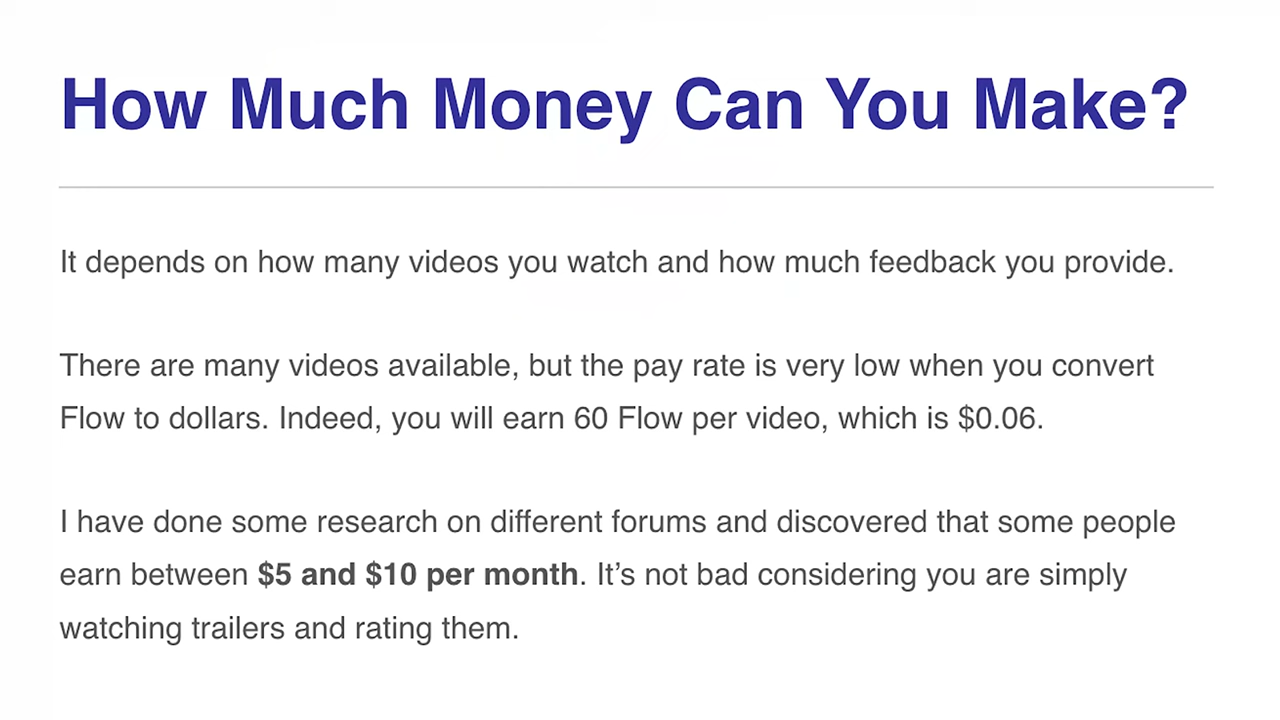 How Much Money Can You Make?
It depends on how many videos you watch and how much feedback you provide.
There are many videos available, but the pay rate is very low when you convert
Flow to dollars. Indeed, you will earn 60 Flow per video, which is $0.06.
I have done some research on different forums and discovered that some people
earn between $5 and $10 per month. It’s not bad considering you are simply
watching trailers and rating them.